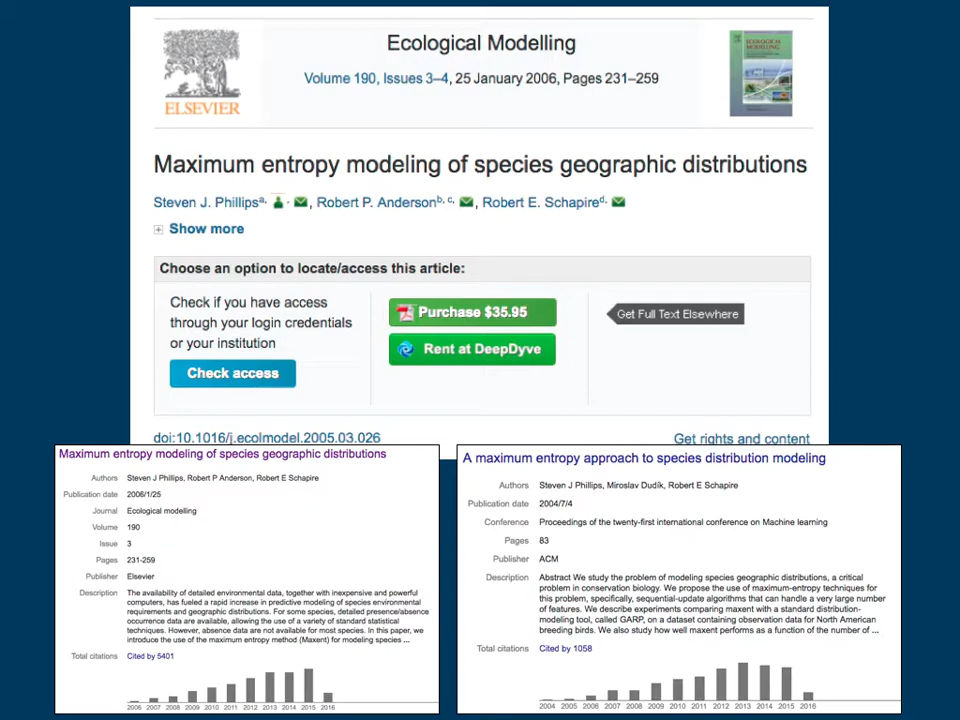 ELSEVIER
Ecological Modelling
Volume 190, Issues 3–4, 25 January 2006, Pages 231–259
ECOLOGICAL MODELLING
Maximum entropy modeling of species geographic distributions
Steven J. Phillipsa, · , Robert P. Andersonb, c, , Robert E. Schapired,
Show more
Choose an option to locate/access this article:
Check if you have access
through your login credentials
or your institution
Check access
Purchase $35.95
Rent at DeepDyve
Get Full Text Elsewhere
doi:10.1016/j.ecolmodel.2005.03.026
Get rights and content
Maximum entropy modeling of species geographic distributions
Authors Steven J Phillips, Robert P Anderson, Robert E Schapire
Publication date 2006/1/25
Journal Ecological modelling
Volume 190
Issue 3
Pages 231-259
Publisher Elsevier
Description The availability of detailed environmental data, together with inexpensive and powerful
computers, has fueled a rapid increase in predictive modeling of species environmental
requirements and geographic distributions. For some species, detailed presence/absence
occurrence data are available, allowing the use of a variety of standard statistical
techniques. However, absence data are not available for most species. In this paper, we
introduce the use of the maximum entropy method (Maxent) for modeling species ...
Total citations Cited by 5401
2006 2007 2008 2009 2010 2011 2012 2013 2014 2015 2016
A maximum entropy approach to species distribution modeling
Authors Steven J Phillips, Miroslav Dudík, Robert E Schapire
Publication date 2004/7/4
Conference Proceedings of the twenty-first international conference on Machine learning
Pages 83
Publisher ACM
Description Abstract We study the problem of modeling species geographic distributions, a critical
problem in conservation biology. We propose the use of maximum-entropy techniques for
this problem, specifically, sequential-update algorithms that can handle a very large number
of features. We describe experiments comparing maxent with a standard distribution-
modeling tool, called GARP, on a dataset containing observation data for North American
breeding birds. We also study how well maxent performs as a function of the number of ...
Total citations Cited by 1058
2004 2005 2006 2007 2008 2009 2010 2011 2012 2013 2014 2015 2016